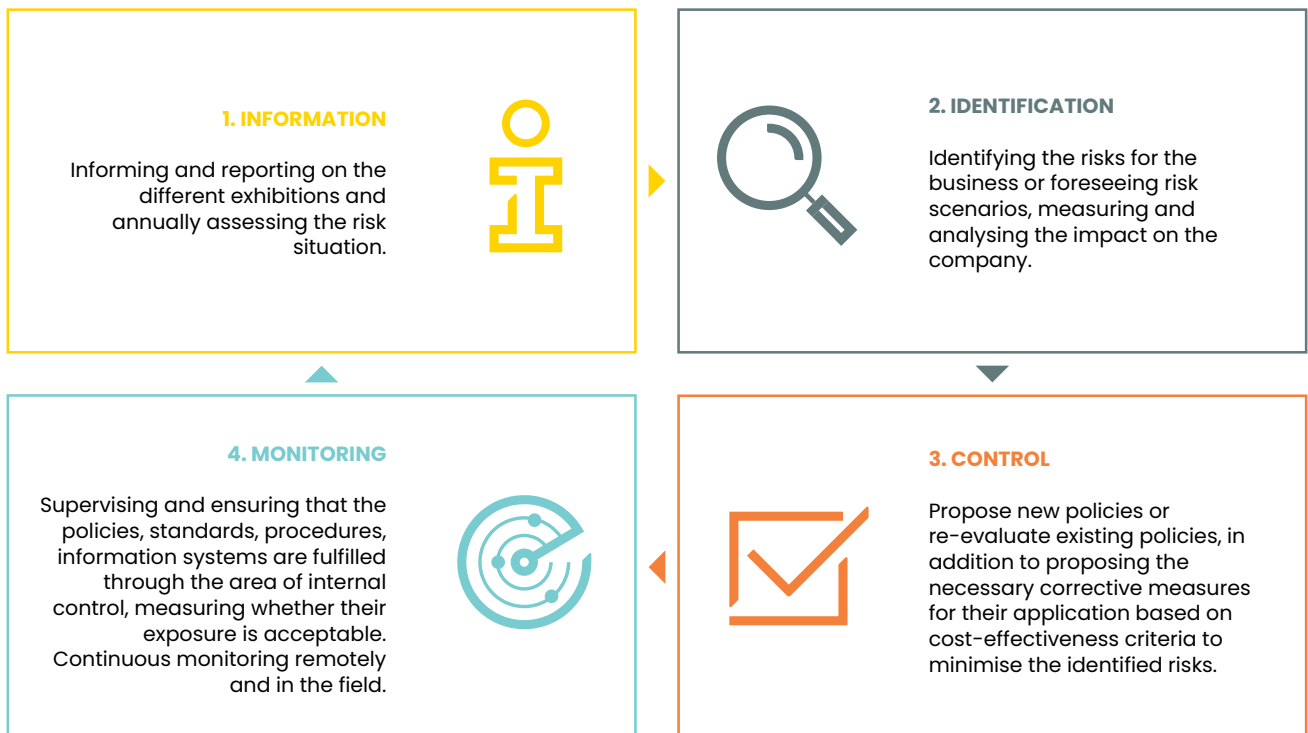 1. INFORMATION
Informing and reporting on the
different exhibitions and
annually assessing the risk
situation.
2. IDENTIFICATION
Identifying the risks for the
business or foreseeing risk
scenarios, measuring and
analysing the impact on the
company.
3. CONTROL
Propose new policies or
re-evaluate existing policies, in
addition to proposing the
necessary corrective measures
for their application based on
cost-effectiveness criteria to
minimise the identified risks.
4. MONITORING
Supervising and ensuring that the
policies, standards, procedures,
information systems are fulfilled
through the area of internal
control, measuring whether their
exposure is acceptable.
Continuous monitoring remotely
and in the field.